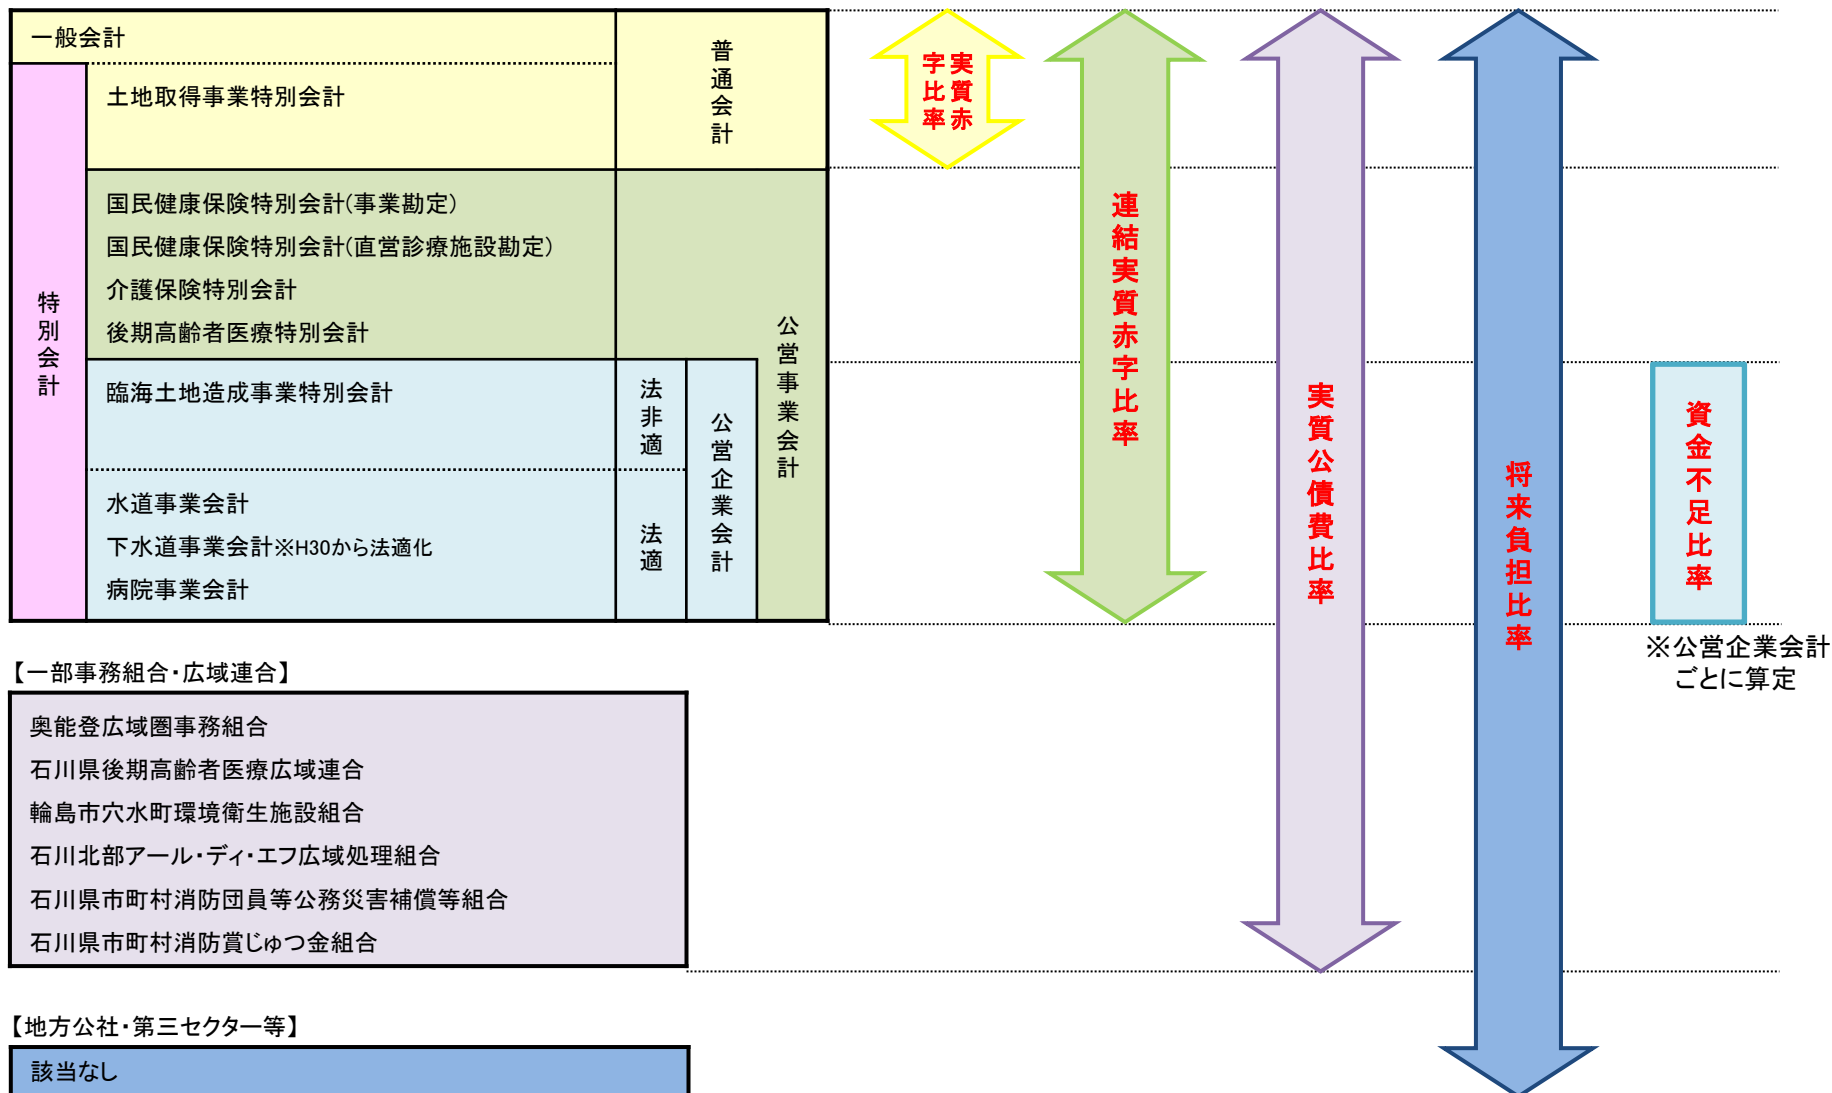 一般会計
土地取得事業特別会計
普通会計
特別会計
国民健康保険特別会計(事業勘定)
国民健康保険特別会計(直営診療施設勘定)
介護保険特別会計
後期高齢者医療特別会計
公営事業会計
臨海土地造成事業特別会計
法非適
公営企業会計
水道事業会計
下水道事業会計※H30から法適化
病院事業会計
法適
実質赤
字比率
連結実質赤字比率
実質公債費比率
将来負担比率
資金不足比率
※公営企業会計
ごとに算定
【一部事務組合・広域連合】
奥能登広域圏事務組合
石川県後期高齢者医療広域連合
輪島市穴水町環境衛生施設組合
石川北部アール・ディ・エフ広域処理組合
石川県市町村消防団員等公務災害補償等組合
石川県市町村消防賞じゅつ金組合
【地方公社・第三セクター等】
該当なし